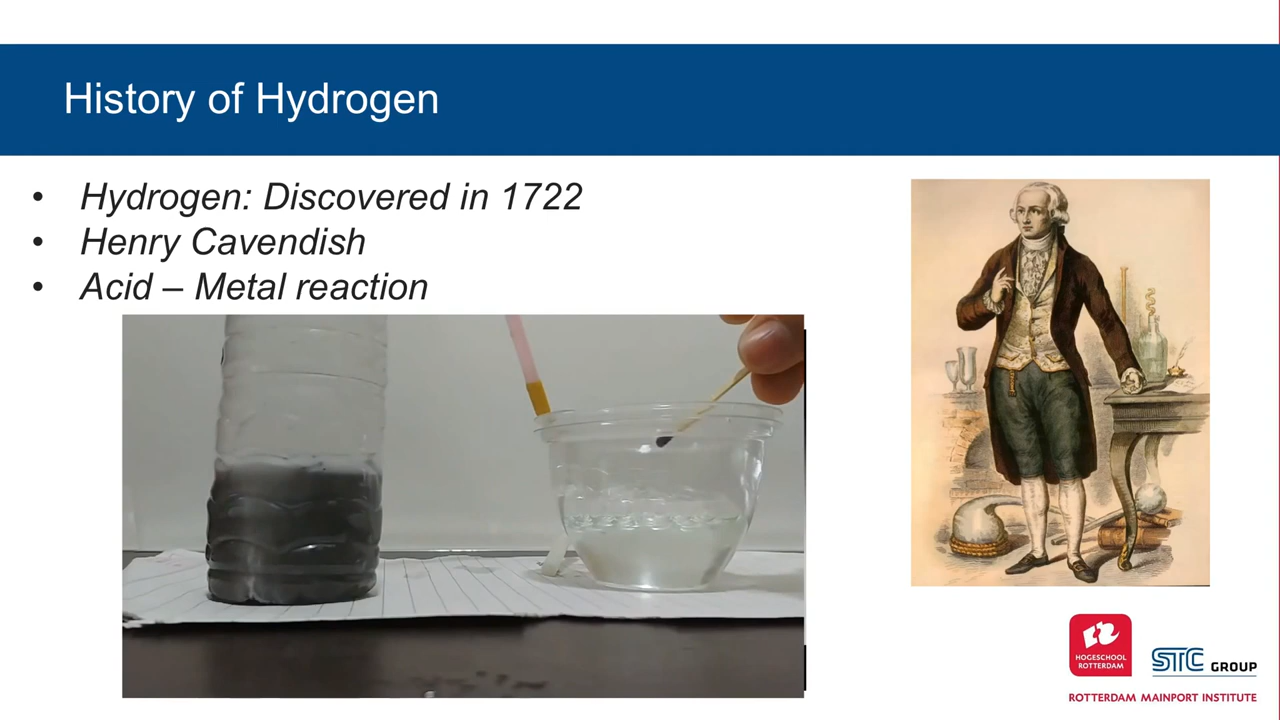 History of Hydrogen
• Hydrogen: Discovered in 1722
• Henry Cavendish
• Acid – Metal reaction
HOGESCHOOL
ROTTERDAM
STC GROUP
ROTTERDAM MAINPORT INSTITUTE